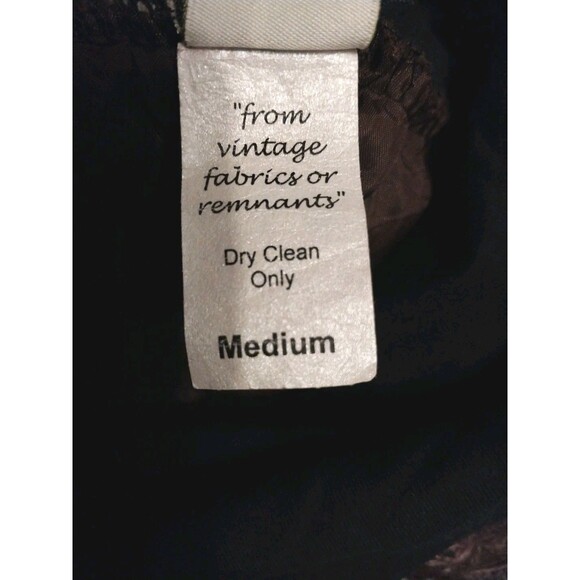 "from
vintage
fabrics or
remnants"
Dry Clean
Only
Medium